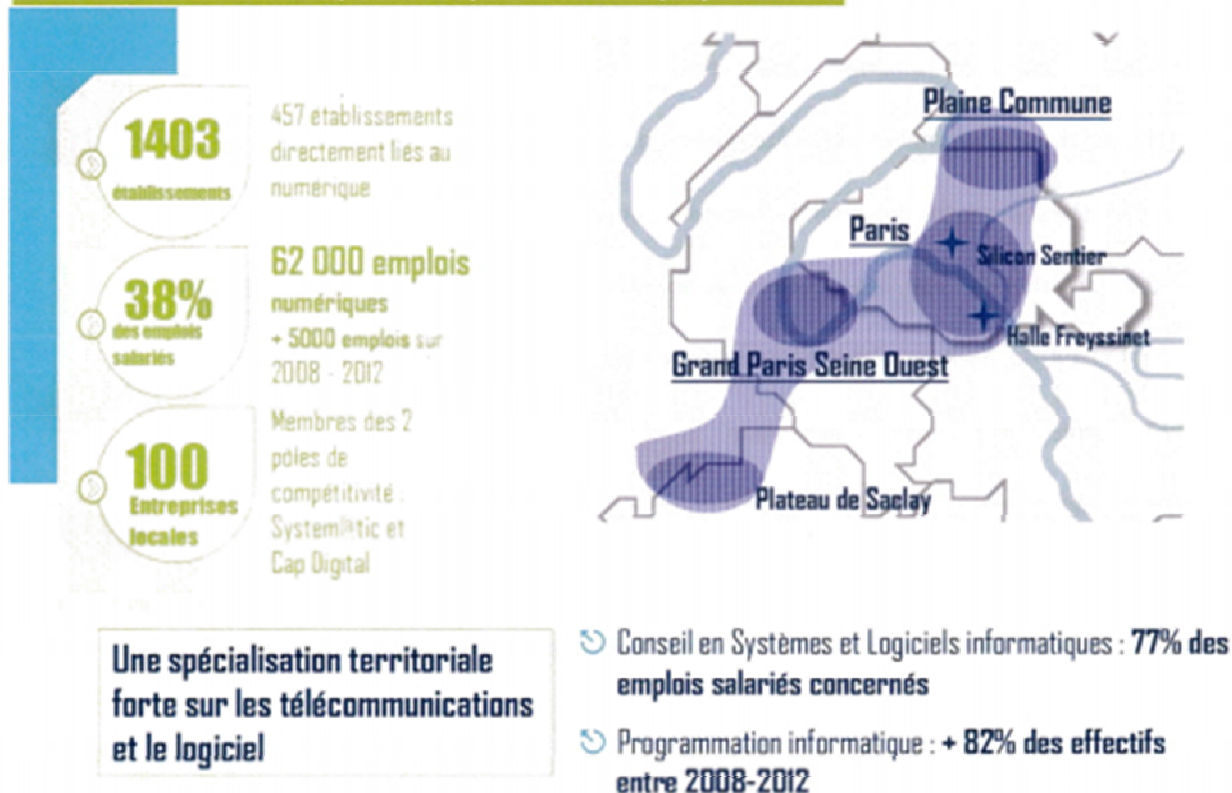 1403
établissements
457 établissements
directement liés au
numérique
38%
des emplois
salariés
62 000 emplois
numériques
+ 5000 emplois sur
2008 - 2012
100
Entreprises
locales
Membres des 2
pôles de
compétitivité :
System@tic et
Cap Digital
Plaine Commune
Paris
Silicon Sentier
Halle Freyssinet
Grand Paris Seine Ouest
Plateau de Saclay
Une spécialisation territoriale
forte sur les télécommunications
et le logiciel
Conseil en Systèmes et Logiciels informatiques : 77% des
emplois salariés concernés
Programmation informatique : + 82% des effectifs
entre 2008-2012